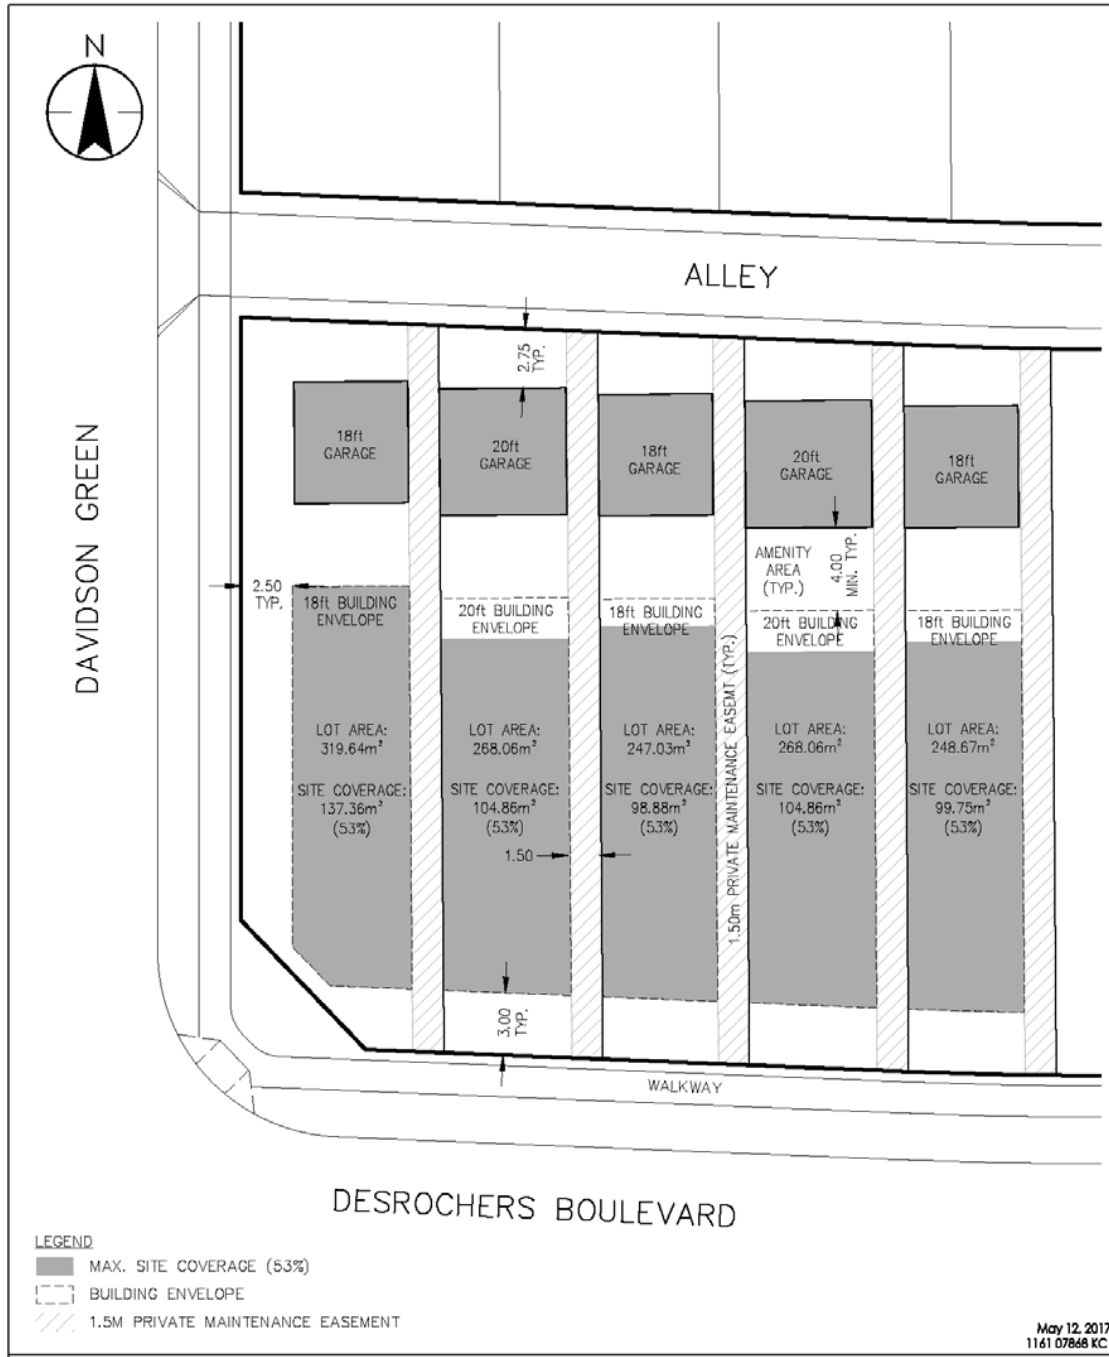 N
ALLEY
DAVIDSON GREEN
2.75
TYP.
18ft
GARAGE
20ft
GARAGE
18ft
GARAGE
20ft
GARAGE
18ft
GARAGE
AMENITY
AREA
(TYP.)
4.00
MIN. TYP.
2.50
TYP.
18ft BUILDING
ENVELOPE
20ft BUILDING
ENVELOPE
18ft BUILDING
ENVELOPE
20ft BUILDING
ENVELOPE
18ft BUILDING
ENVELOPE
1.50m PRIVATE MAINTENANCE EASEMT (TYP.)
LOT AREA:
319.64m²
SITE COVERAGE:
137.36m²
(53%)
LOT AREA:
268.06m²
SITE COVERAGE:
104.86m²
(53%)
LOT AREA:
247.03m²
SITE COVERAGE:
98.88m²
(53%)
LOT AREA:
268.06m²
SITE COVERAGE:
104.86m²
(53%)
LOT AREA:
248.67m²
SITE COVERAGE:
99.75m²
(53%)
1.50
3.00
TYP.
WALKWAY
DESROCHERS BOULEVARD
LEGEND
MAX. SITE COVERAGE (53%)
BUILDING ENVELOPE
1.5M PRIVATE MAINTENANCE EASEMENT
May 12, 2017
1161 07868 KC